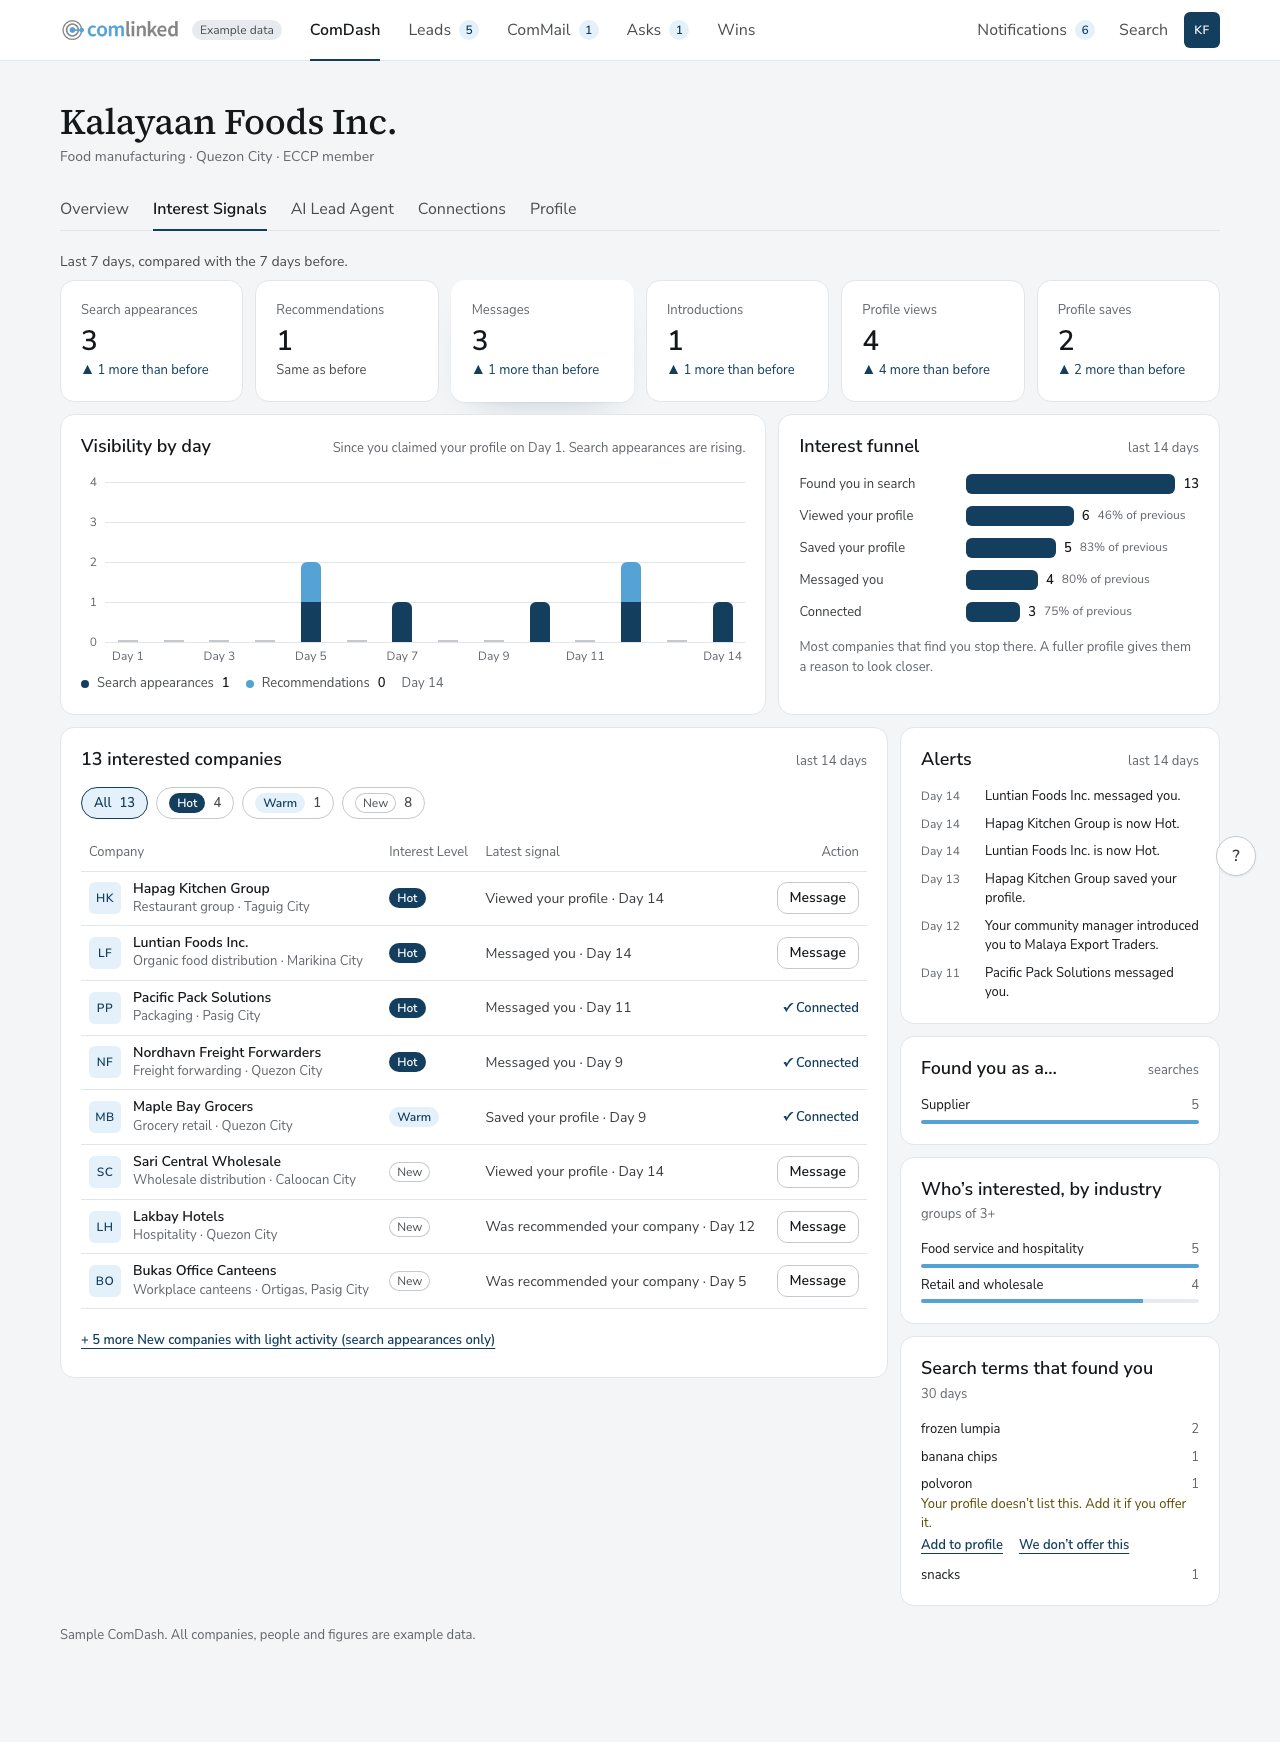 comlinked
Example data
ComDash
Leads 5
ComMail 1
Asks 1
Wins
Notifications 6
Search
KF
Kalayaan Foods Inc.
Food manufacturing · Quezon City · ECCP member
Overview
Interest Signals
AI Lead Agent
Connections
Profile
Last 7 days, compared with the 7 days before.
Search appearances
3
▲ 1 more than before
Recommendations
1
Same as before
Messages
3
▲ 1 more than before
Introductions
1
▲ 1 more than before
Profile views
4
▲ 4 more than before
Profile saves
2
▲ 2 more than before
Visibility by day
Since you claimed your profile on Day 1. Search appearances are rising.
4
3
2
1
0
Day 1 Day 3 Day 5 Day 7 Day 9 Day 11 Day 14
Search appearances 1 Recommendations 0 Day 14
Interest funnel
last 14 days
Found you in search 13
Viewed your profile 6 46% of previous
Saved your profile 5 83% of previous
Messaged you 4 80% of previous
Connected 3 75% of previous
Most companies that find you stop there. A fuller profile gives them
a reason to look closer.
13 interested companies
last 14 days
All 13
Hot 4
Warm 1
New 8
Company Interest Level Latest signal Action
HK
Hapag Kitchen Group
Restaurant group · Taguig City
Hot
Viewed your profile · Day 14
Message
LF
Luntian Foods Inc.
Organic food distribution · Marikina City
Hot
Messaged you · Day 14
Message
PP
Pacific Pack Solutions
Packaging · Pasig City
Hot
Messaged you · Day 11
✓ Connected
NF
Nordhavn Freight Forwarders
Freight forwarding · Quezon City
Hot
Messaged you · Day 9
✓ Connected
MB
Maple Bay Grocers
Grocery retail · Quezon City
Warm
Saved your profile · Day 9
✓ Connected
SC
Sari Central Wholesale
Wholesale distribution · Caloocan City
New
Viewed your profile · Day 14
Message
LH
Lakbay Hotels
Hospitality · Quezon City
New
Was recommended your company · Day 12
Message
BO
Bukas Office Canteens
Workplace canteens · Ortigas, Pasig City
New
Was recommended your company · Day 5
Message
+ 5 more New companies with light activity (search appearances only)
Alerts
last 14 days
Day 14 Luntian Foods Inc. messaged you.
Day 14 Hapag Kitchen Group is now Hot.
Day 14 Luntian Foods Inc. is now Hot.
Day 13 Hapag Kitchen Group saved your
profile.
Day 12 Your community manager introduced
you to Malaya Export Traders.
Day 11 Pacific Pack Solutions messaged
you.
?
Found you as a…
searches
Supplier 5
Who’s interested, by industry
groups of 3+
Food service and hospitality 5
Retail and wholesale 4
Search terms that found you
30 days
frozen lumpia 2
banana chips 1
polvoron 1
Your profile doesn’t list this. Add it if you offer
it.
Add to profile We don’t offer this
snacks 1
Sample ComDash. All companies, people and figures are example data.